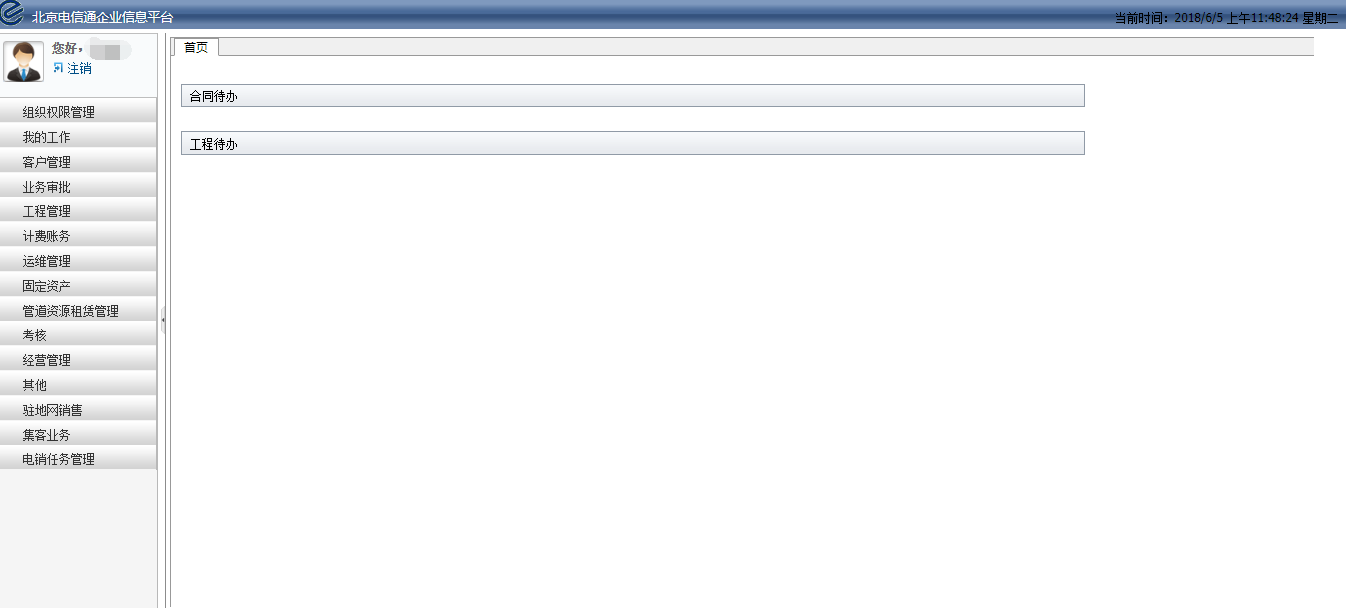 北京电信通企业信息平台
当前时间：2018/6/5 上午11:48:24 星期二
您好，
注销
首页
合同待办
工程待办
组织权限管理
我的工作
客户管理
业务审批
工程管理
计费账务
运维管理
固定资产
管道资源租赁管理
考核
经营管理
其他
驻地网销售
集客业务
电销任务管理